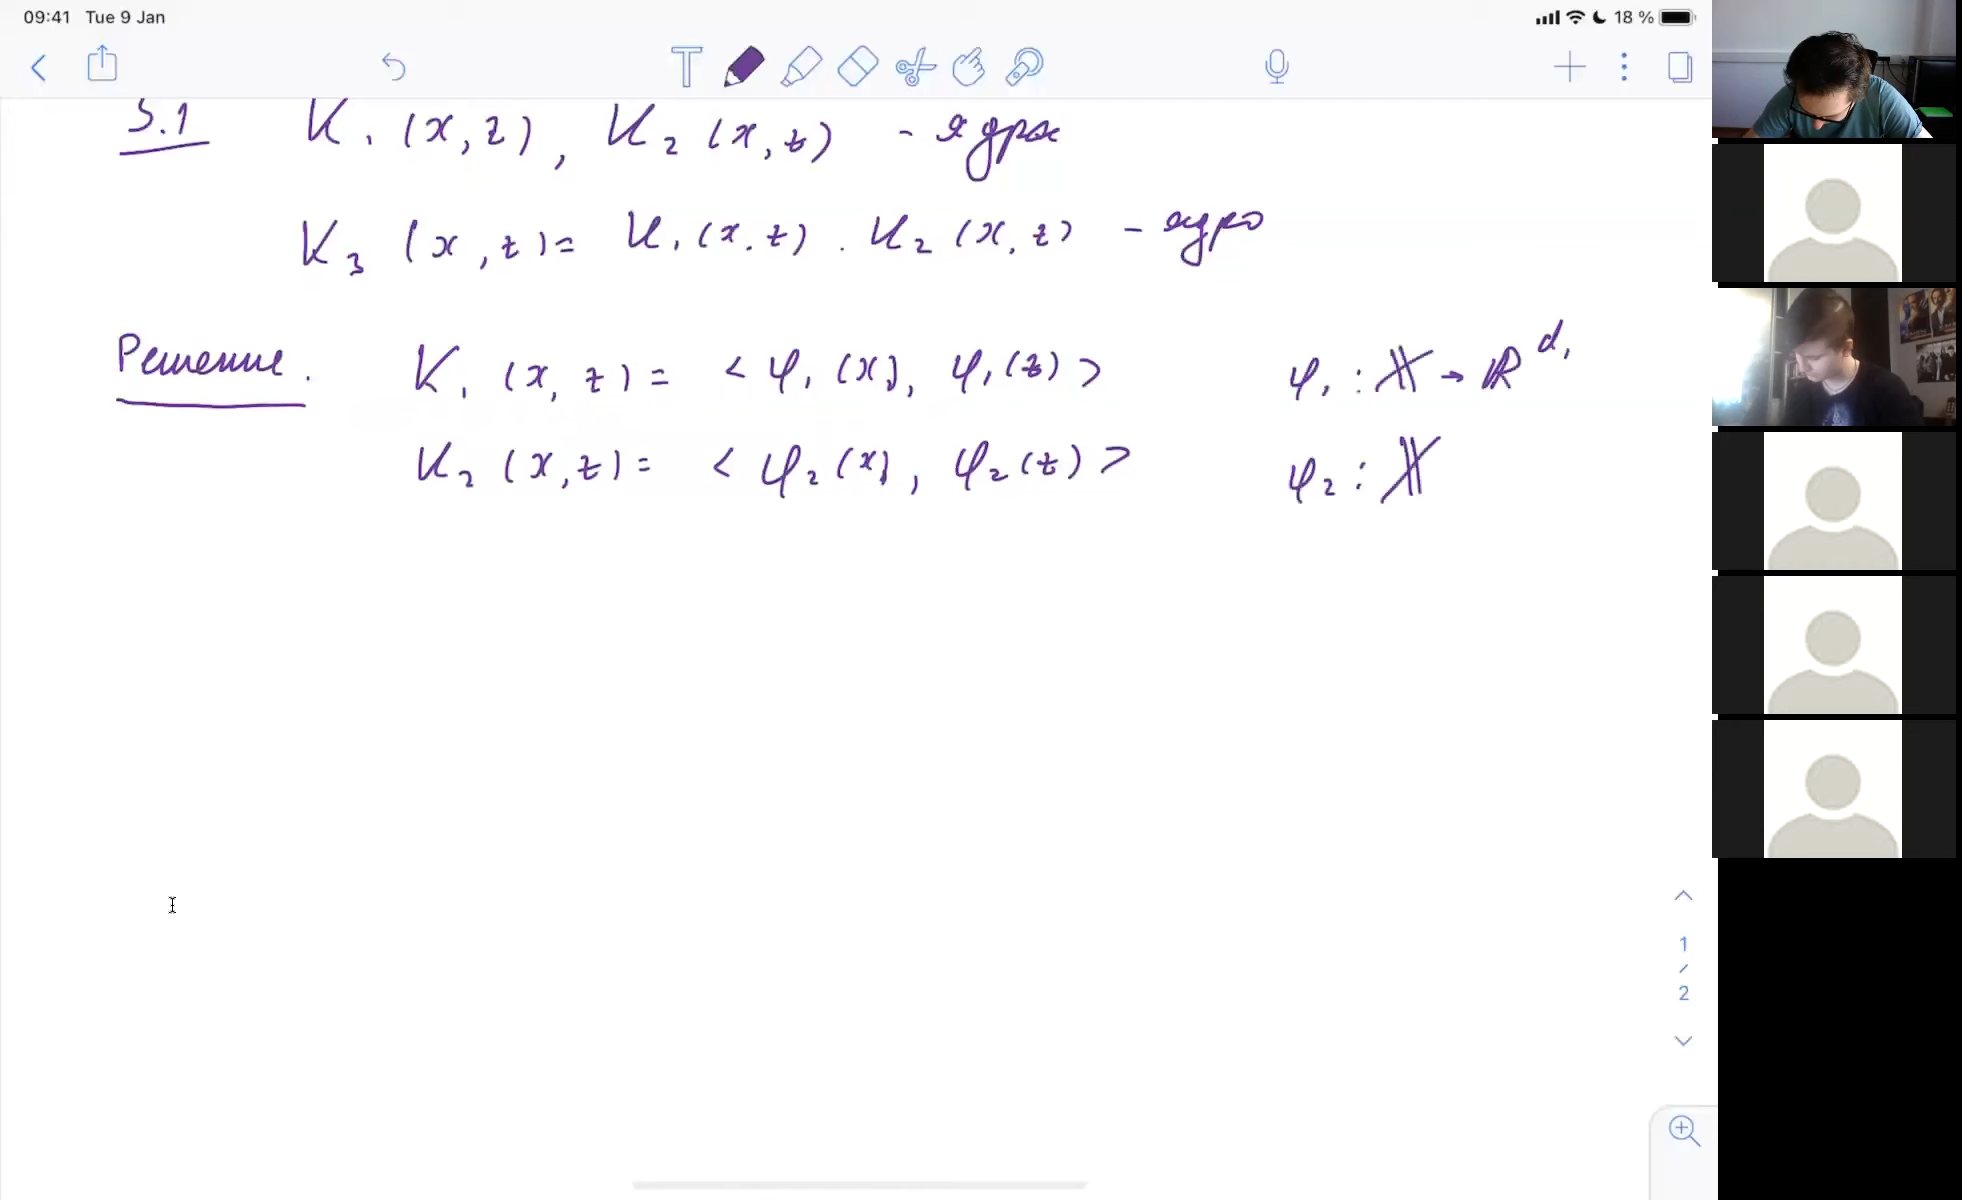 09:41 Tue 9 Jan 18 %
T
5.1 K₁(x,z), K₂(x,z) - ядра
K₃(x,z)= K₁(x,z) · K₂(x,z) - ядро
Решение. K₁(x,z)= <φ₁(x), φ₁(z)> φ₁: 𝕏 → ℝ^d₁
K₂(x,z)= <φ₂(x), φ₂(z)> φ₂: 𝕏
1
/
2